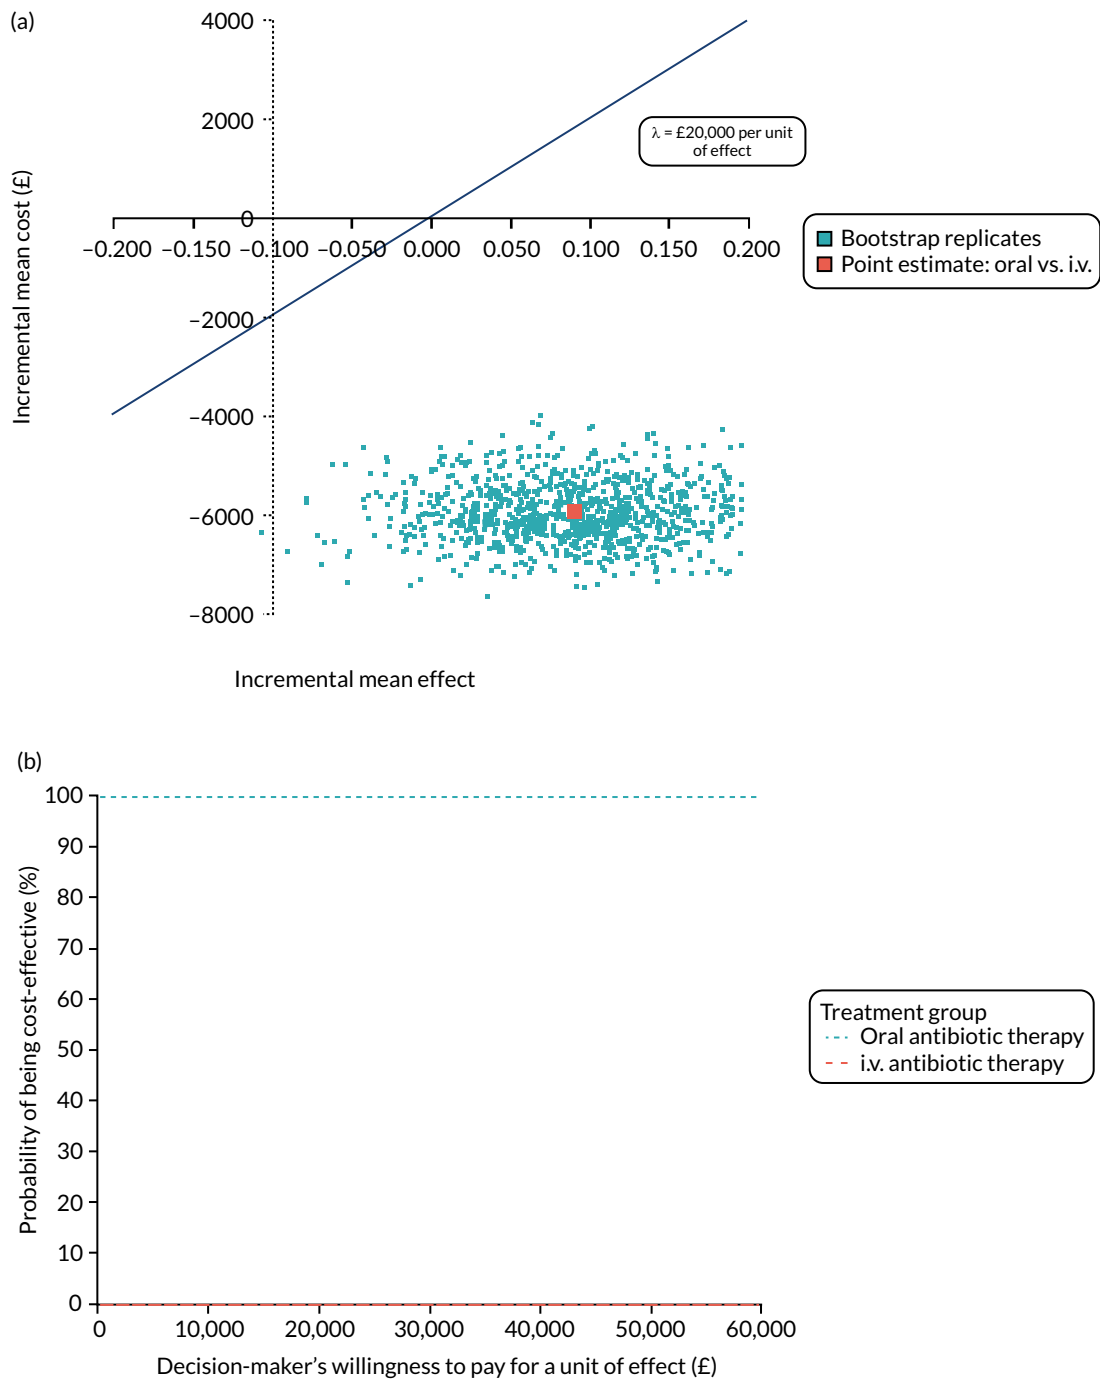 (a)
4000
2000
0
–2000
–4000
–6000
–8000
Incremental mean cost (£)
–0.200 –0.150 –0.100 –0.050 0.000 0.050 0.100 0.150 0.200
λ = £20,000 per unit
of effect
Bootstrap replicates
Point estimate: oral vs. i.v.
Incremental mean effect
(b)
100
90
80
70
60
50
40
30
20
10
0
Probability of being cost-effective (%)
0 10,000 20,000 30,000 40,000 50,000 60,000
Decision-maker’s willingness to pay for a unit of effect (£)
Treatment group
Oral antibiotic therapy
i.v. antibiotic therapy